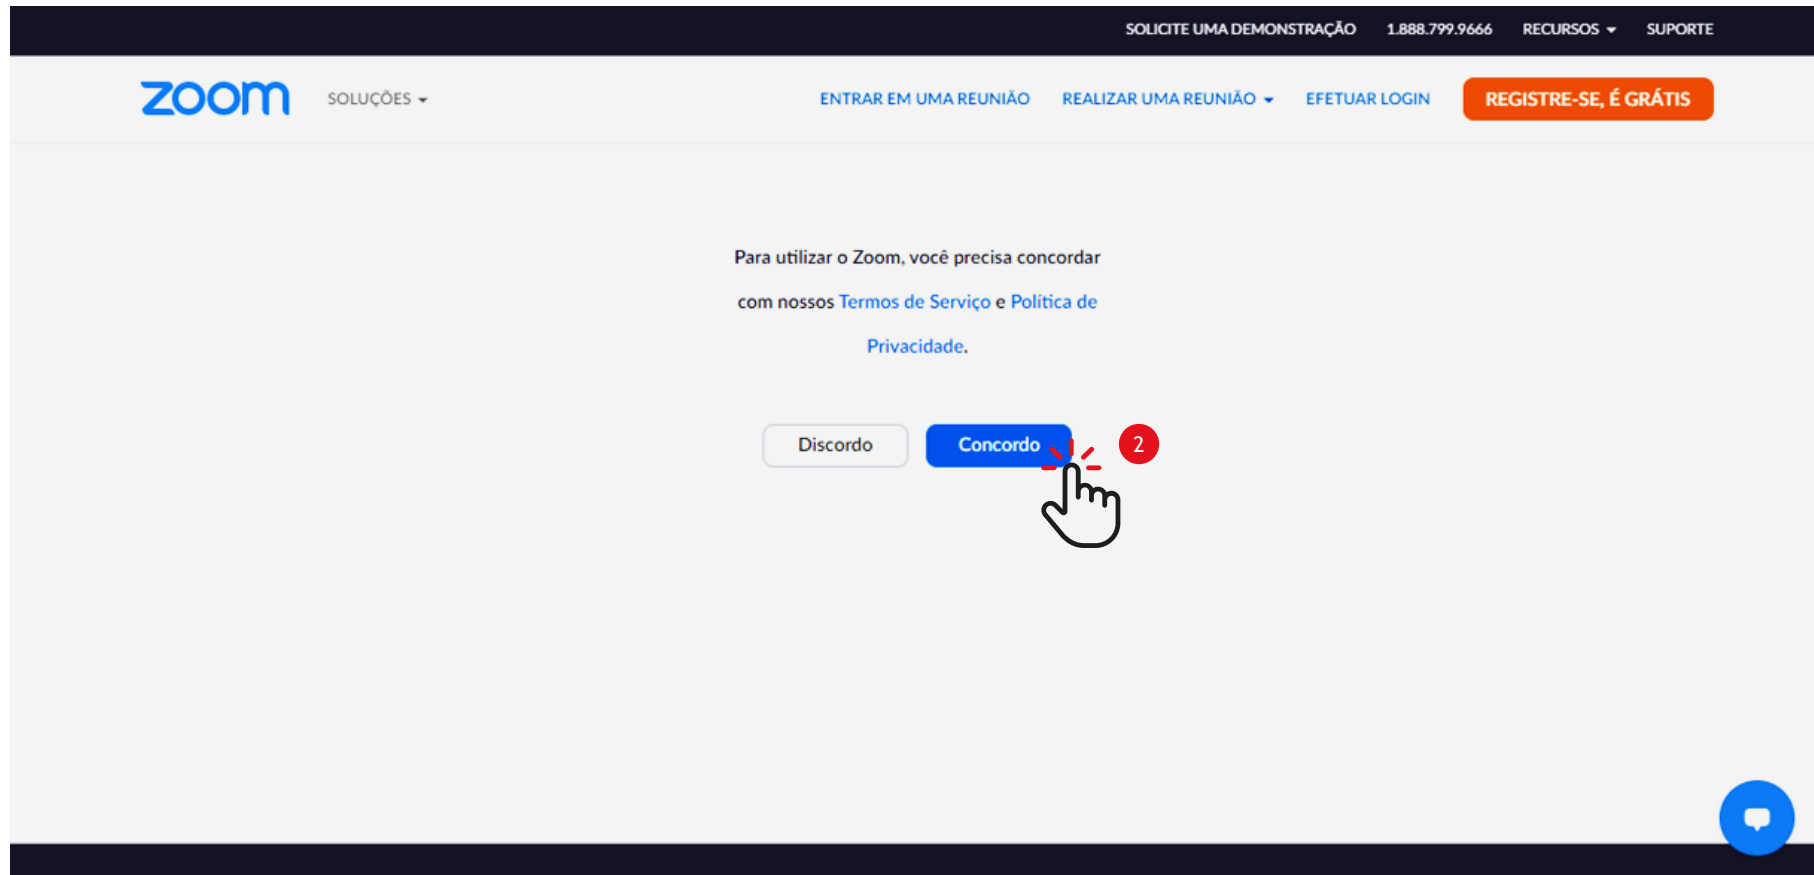 SOLICITE UMA DEMONSTRAÇÃO 1.888.799.9666 RECURSOS SUPORTE
zoom SOLUÇÕES ENTRAR EM UMA REUNIÃO REALIZAR UMA REUNIÃO EFETUAR LOGIN REGISTRE-SE, É GRÁTIS
Para utilizar o Zoom, você precisa concordar
com nossos Termos de Serviço e Política de
Privacidade.
Discordo Concordo 2